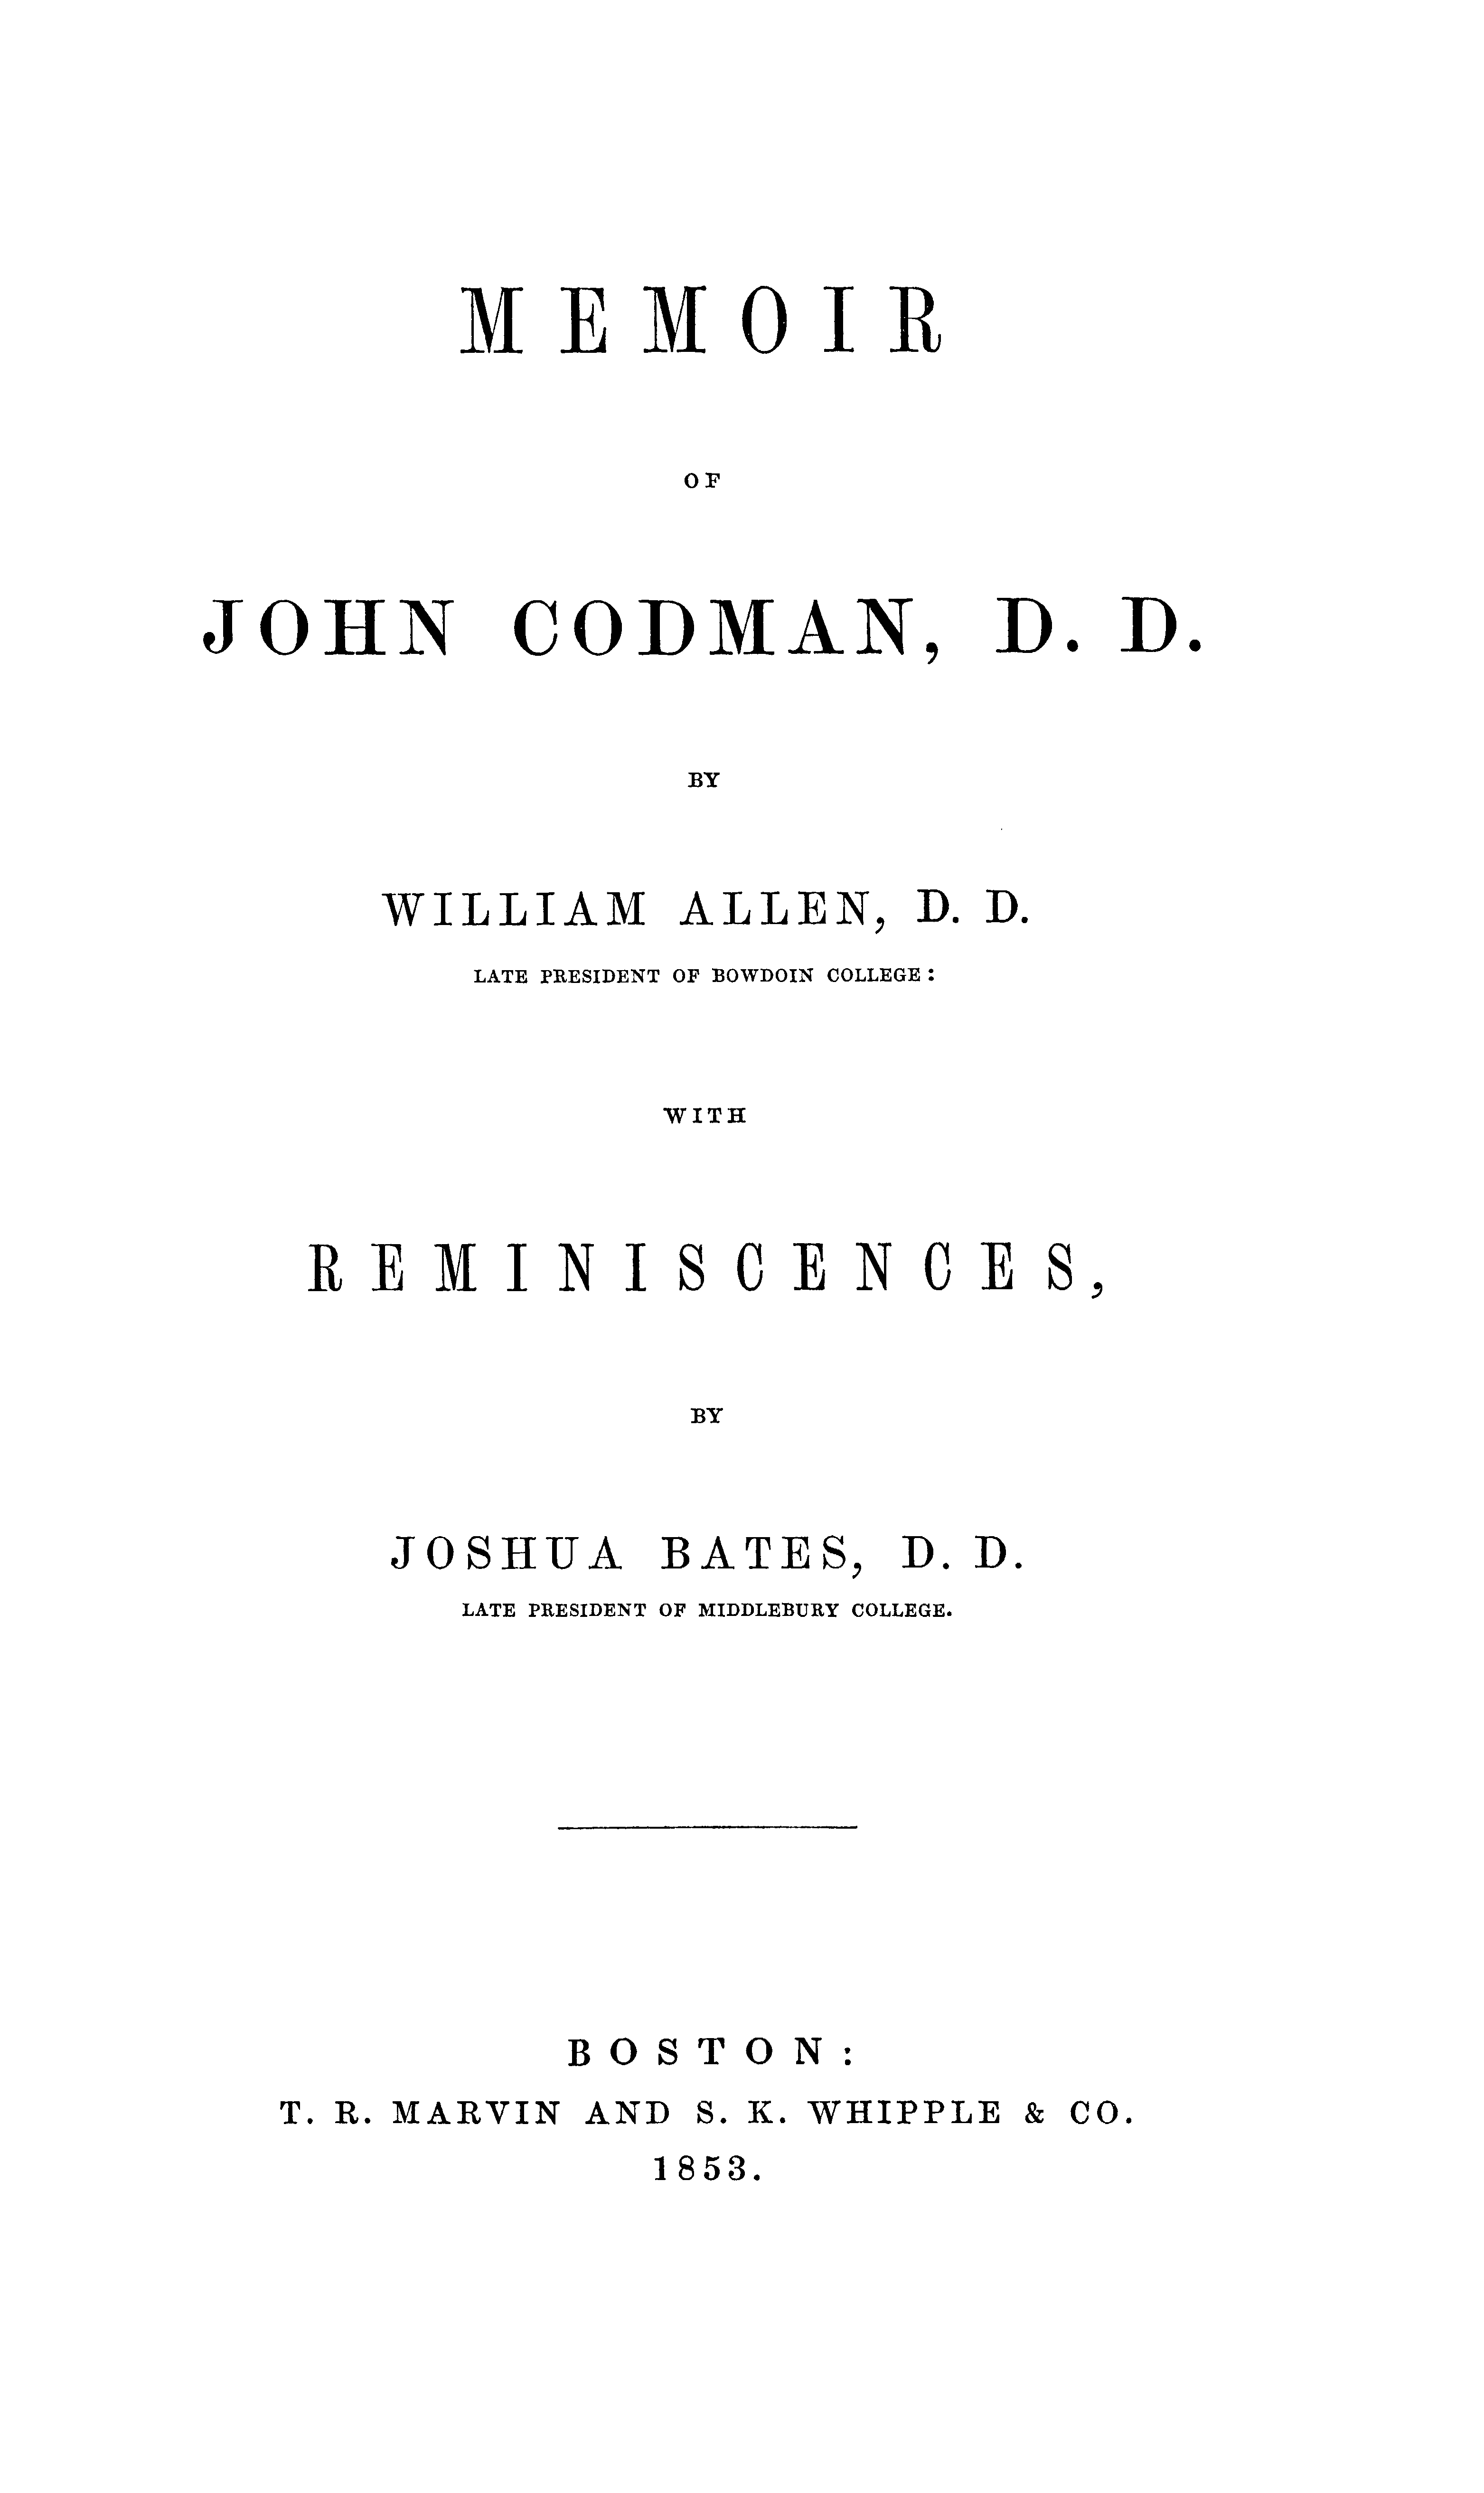 MEMOIR
OF
JOHN CODMAN, D. D.
BY
WILLIAM ALLEN, D. D.
LATE PRESIDENT OF BOWDOIN COLLEGE:
WITH
REMINISCENCES,
BY
JOSHUA BATES, D. D.
LATE PRESIDENT OF MIDDLEBURY COLLEGE.
BOSTON:
T. R. MARVIN AND S. K. WHIPPLE & CO.
1853.